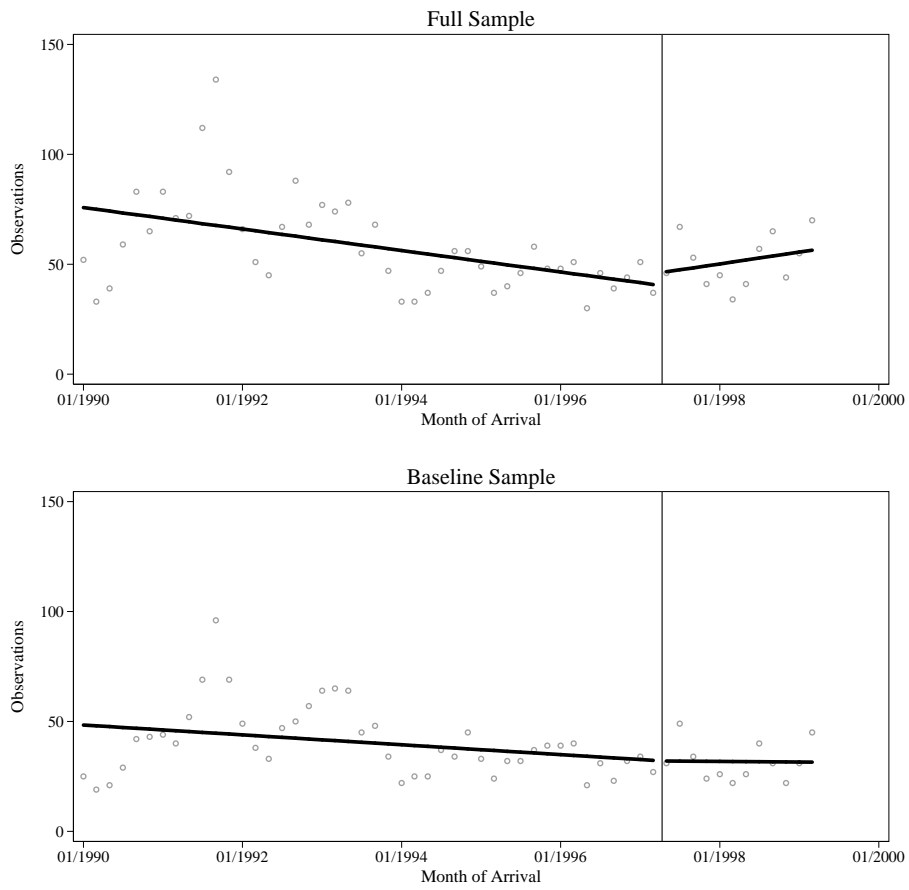 Full Sample
150
100
50
0
Observations
01/1990 01/1992 01/1994 01/1996 01/1998 01/2000
Month of Arrival
Baseline Sample
150
100
50
0
Observations
01/1990 01/1992 01/1994 01/1996 01/1998 01/2000
Month of Arrival